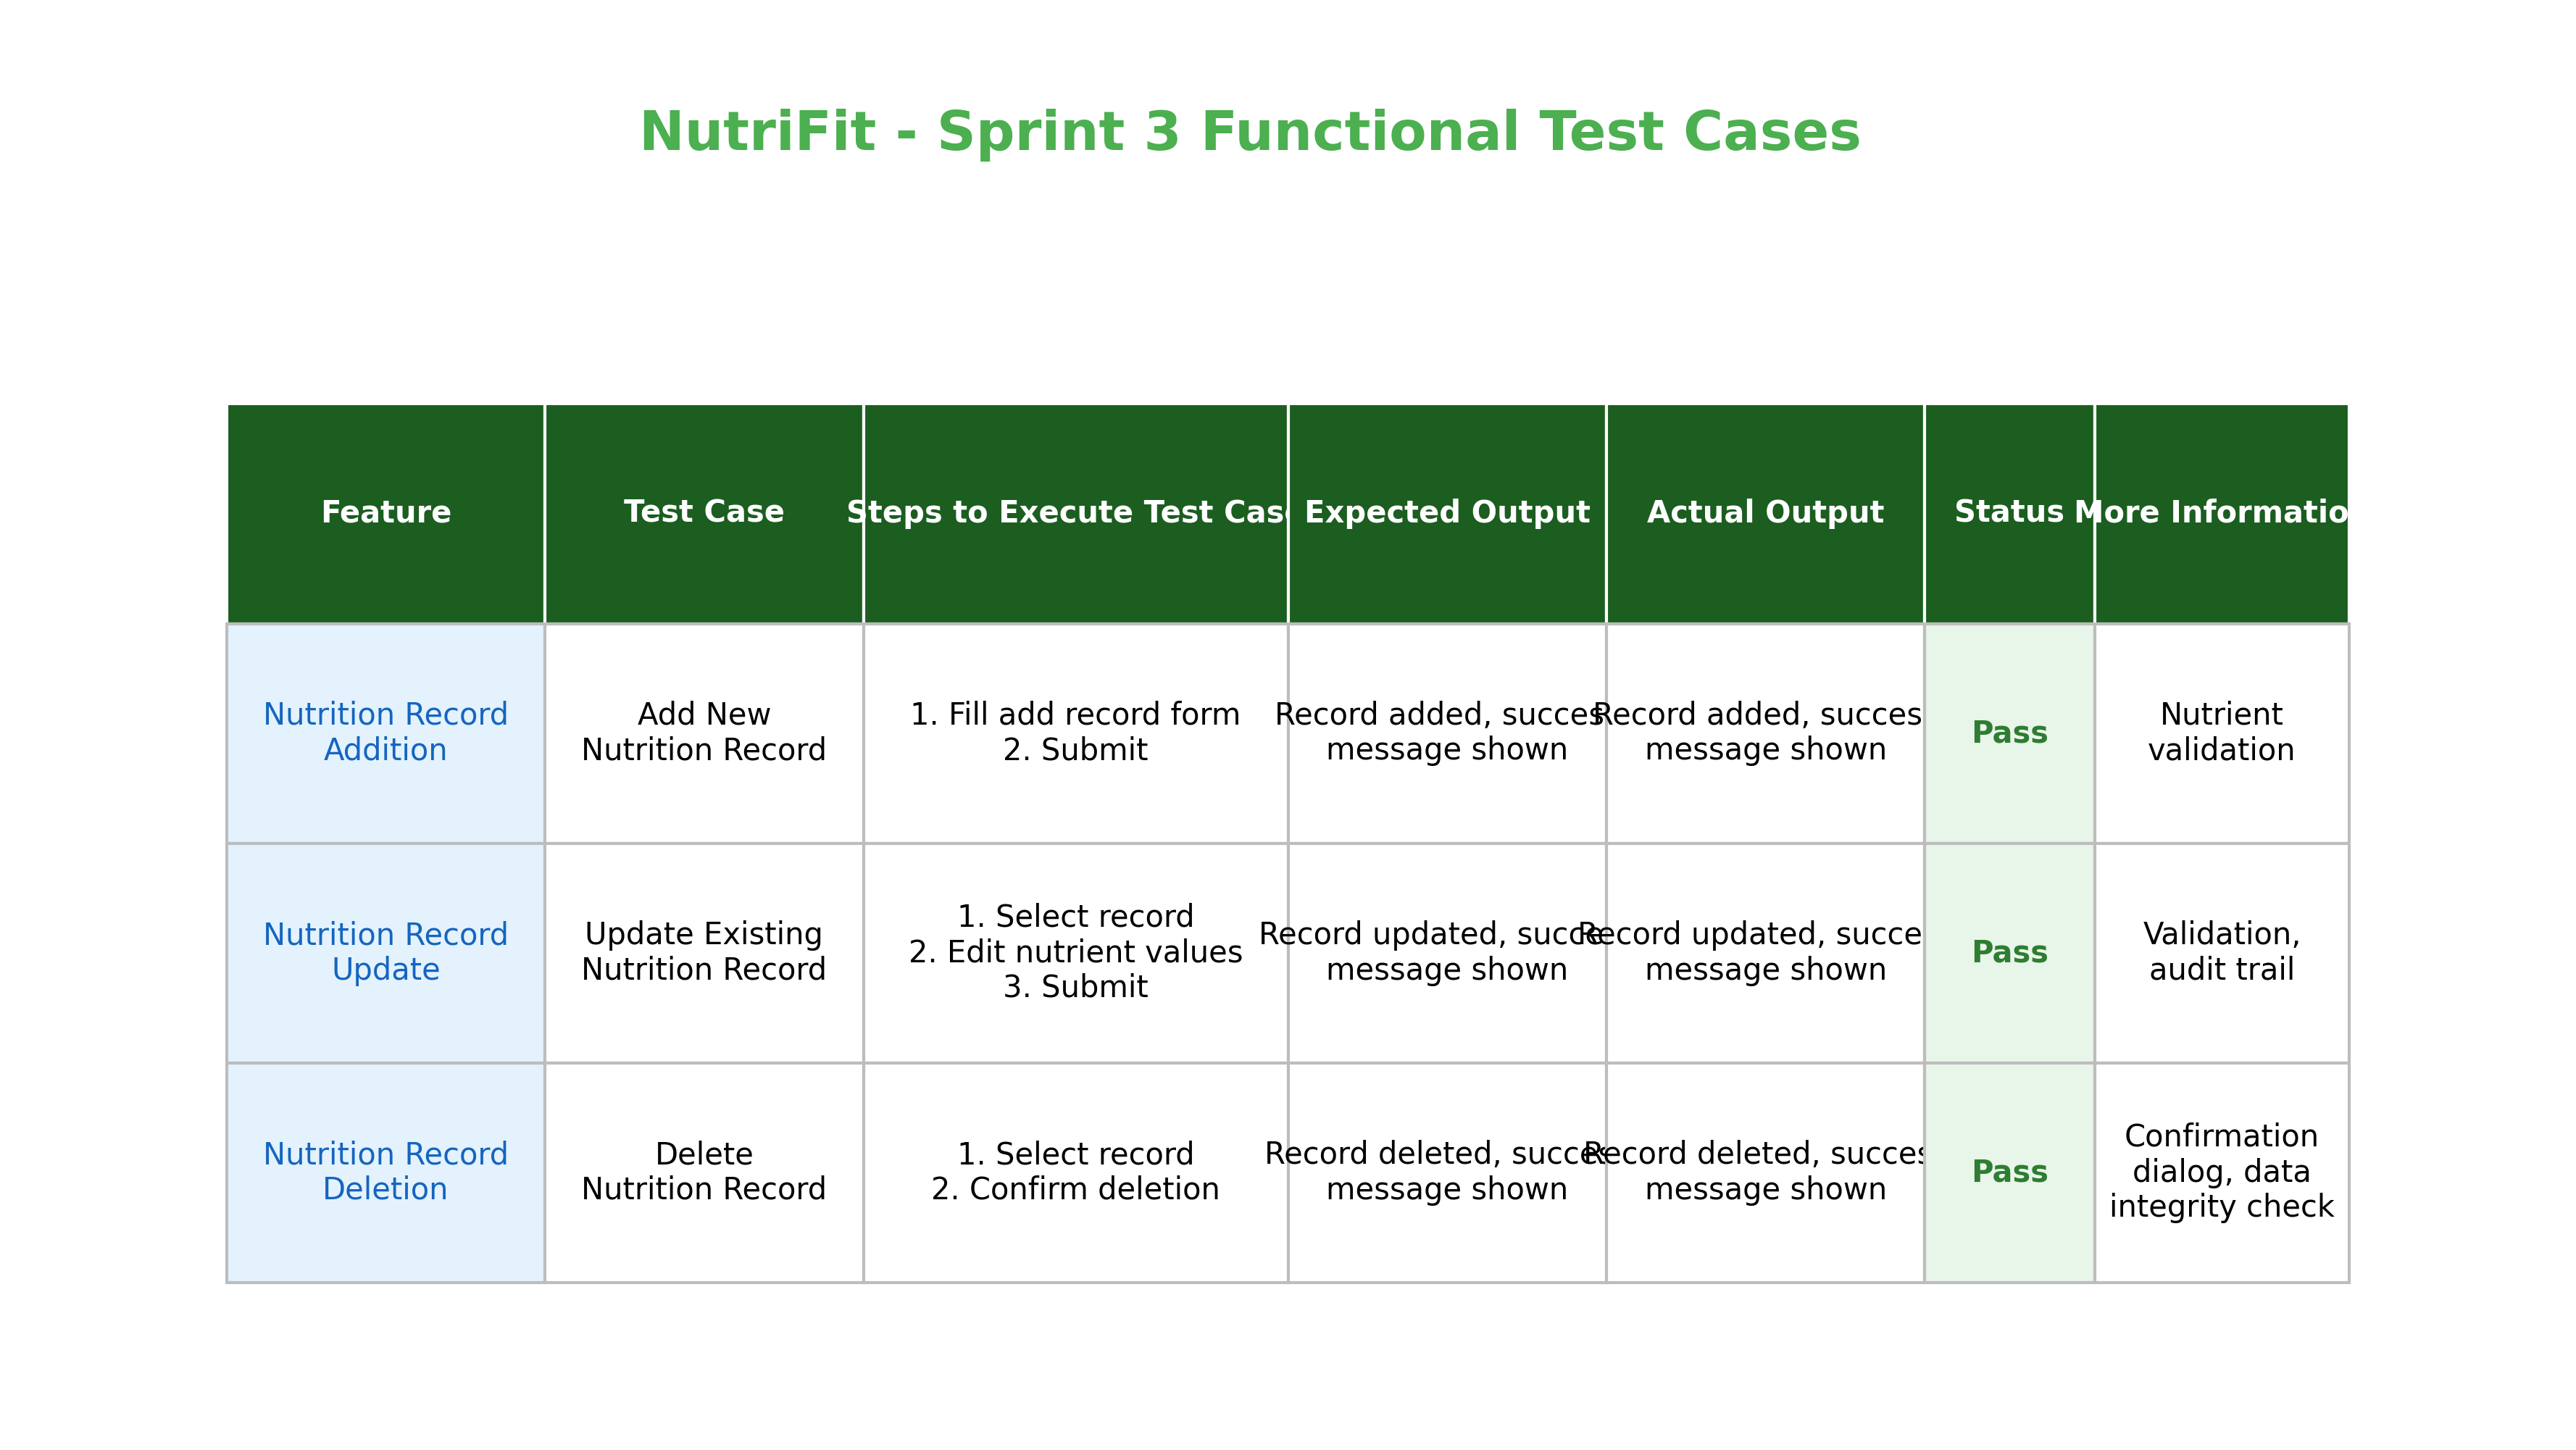 NutriFit - Sprint 3 Functional Test Cases
Feature
Test Case
Steps to Execute Test Cas
Expected Output
Actual Output
Status
More Informatio
Nutrition Record
Addition
Add New
Nutrition Record
1. Fill add record form
2. Submit
Record added, succes
message shown
Record added, succes
message shown
Pass
Nutrient
validation
Nutrition Record
Update
Update Existing
Nutrition Record
1. Select record
2. Edit nutrient values
3. Submit
Record updated, succe
message shown
Record updated, succe
message shown
Pass
Validation,
audit trail
Nutrition Record
Deletion
Delete
Nutrition Record
1. Select record
2. Confirm deletion
Record deleted, succes
message shown
Record deleted, succes
message shown
Pass
Confirmation
dialog, data
integrity check